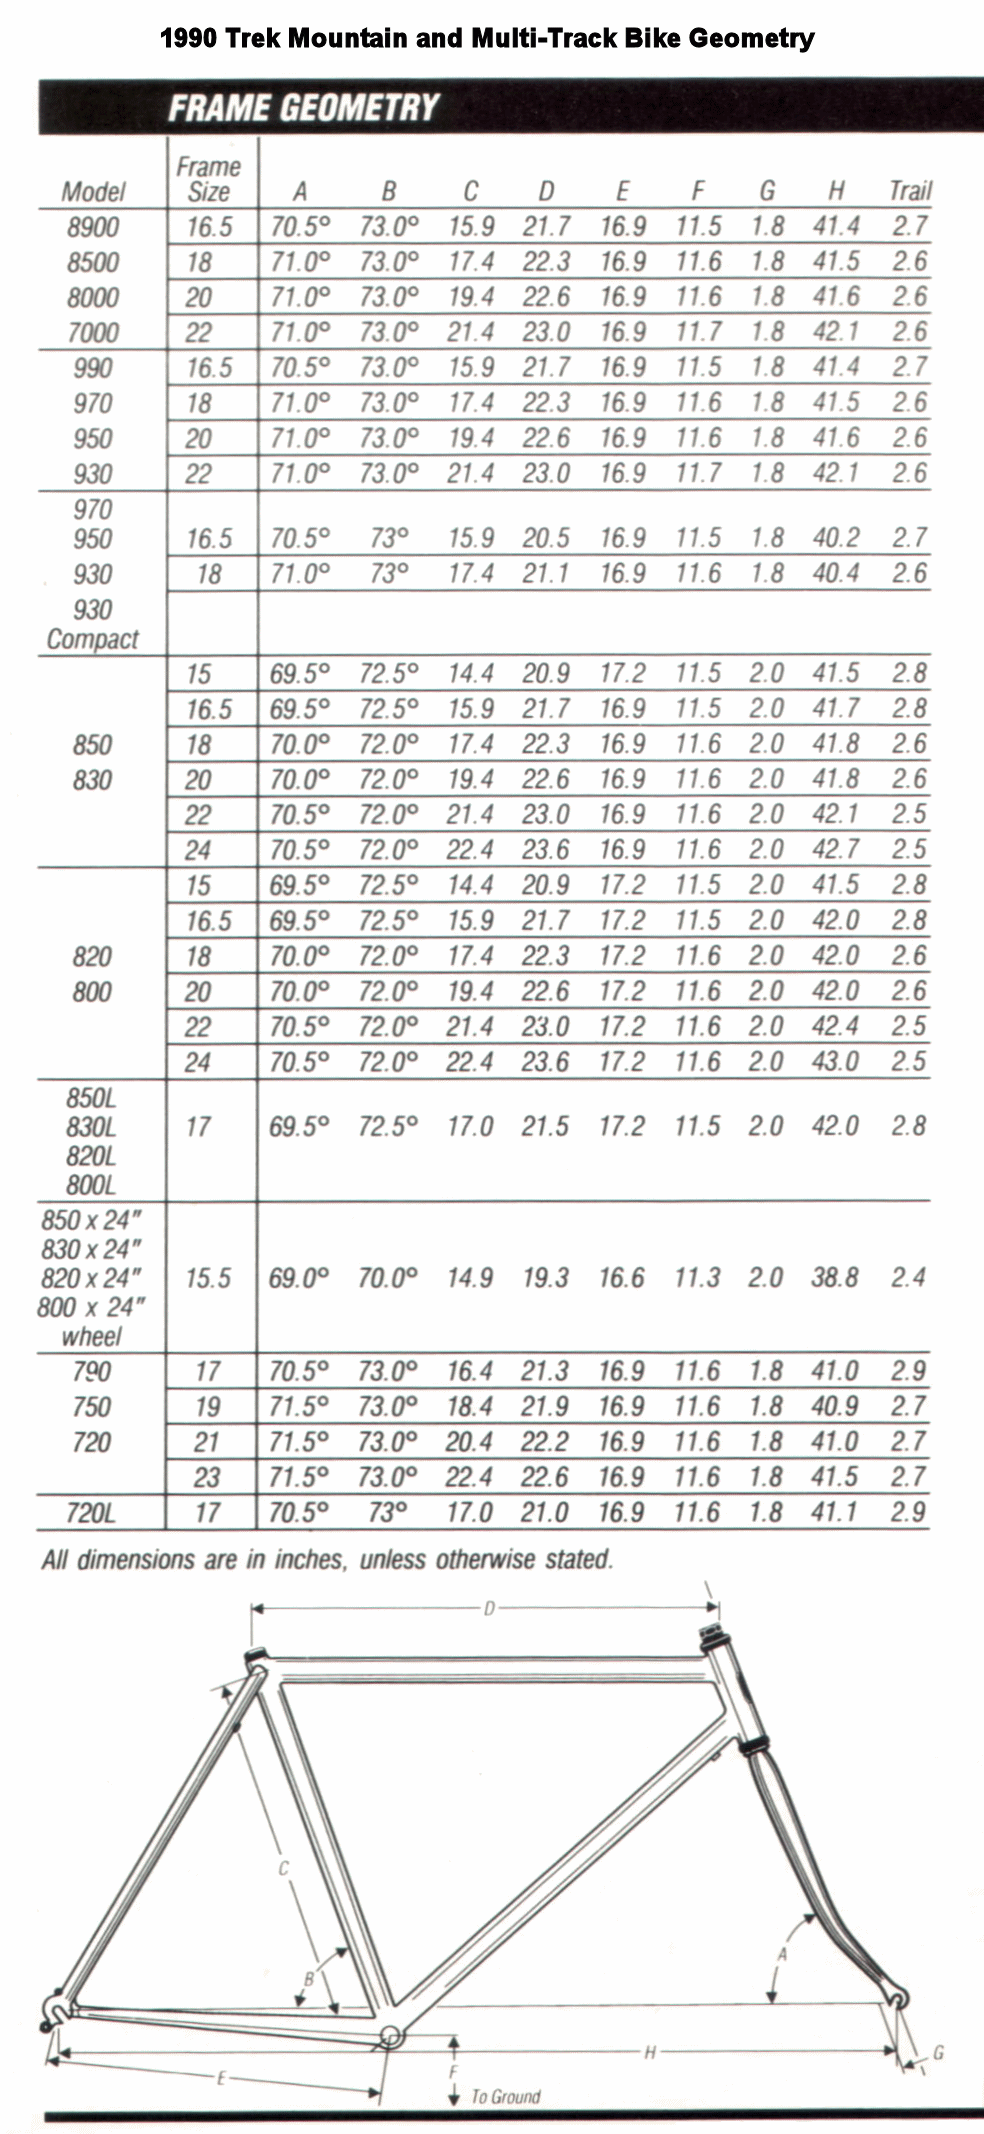 1990 Trek Mountain and Multi-Track Bike Geometry
FRAME GEOMETRY
Model Frame Size A B C D E F G H Trail
8900 16.5 70.5° 73.0° 15.9 21.7 16.9 11.5 1.8 41.4 2.7
8500 18 71.0° 73.0° 17.4 22.3 16.9 11.6 1.8 41.5 2.6
8000 20 71.0° 73.0° 19.4 22.6 16.9 11.6 1.8 41.6 2.6
7000 22 71.0° 73.0° 21.4 23.0 16.9 11.7 1.8 42.1 2.6
990 16.5 70.5° 73.0° 15.9 21.7 16.9 11.5 1.8 41.4 2.7
970 18 71.0° 73.0° 17.4 22.3 16.9 11.6 1.8 41.5 2.6
950 20 71.0° 73.0° 19.4 22.6 16.9 11.6 1.8 41.6 2.6
930 22 71.0° 73.0° 21.4 23.0 16.9 11.7 1.8 42.1 2.6
970
950 16.5 70.5° 73° 15.9 20.5 16.9 11.5 1.8 40.2 2.7
930 18 71.0° 73° 17.4 21.1 16.9 11.6 1.8 40.4 2.6
930
Compact
15 69.5° 72.5° 14.4 20.9 17.2 11.5 2.0 41.5 2.8
16.5 69.5° 72.5° 15.9 21.7 16.9 11.5 2.0 41.7 2.8
850 18 70.0° 72.0° 17.4 22.3 16.9 11.6 2.0 41.8 2.6
830 20 70.0° 72.0° 19.4 22.6 16.9 11.6 2.0 41.8 2.6
22 70.5° 72.0° 21.4 23.0 16.9 11.6 2.0 42.1 2.5
24 70.5° 72.0° 22.4 23.6 16.9 11.6 2.0 42.7 2.5
15 69.5° 72.5° 14.4 20.9 17.2 11.5 2.0 41.5 2.8
16.5 69.5° 72.5° 15.9 21.7 17.2 11.5 2.0 42.0 2.8
820 18 70.0° 72.0° 17.4 22.3 17.2 11.6 2.0 42.0 2.6
800 20 70.0° 72.0° 19.4 22.6 17.2 11.6 2.0 42.0 2.6
22 70.5° 72.0° 21.4 23.0 17.2 11.6 2.0 42.4 2.5
24 70.5° 72.0° 22.4 23.6 17.2 11.6 2.0 43.0 2.5
850L
830L 17 69.5° 72.5° 17.0 21.5 17.2 11.5 2.0 42.0 2.8
820L
800L
850 x 24"
830 x 24"
820 x 24" 15.5 69.0° 70.0° 14.9 19.3 16.6 11.3 2.0 38.8 2.4
800 x 24"
wheel
790 17 70.5° 73.0° 16.4 21.3 16.9 11.6 1.8 41.0 2.9
750 19 71.5° 73.0° 18.4 21.9 16.9 11.6 1.8 40.9 2.7
720 21 71.5° 73.0° 20.4 22.2 16.9 11.6 1.8 41.0 2.7
23 71.5° 73.0° 22.4 22.6 16.9 11.6 1.8 41.5 2.7
720L 17 70.5° 73° 17.0 21.0 16.9 11.6 1.8 41.1 2.9
All dimensions are in inches, unless otherwise stated.
D
C
A
B
H
G
E
F
To Ground